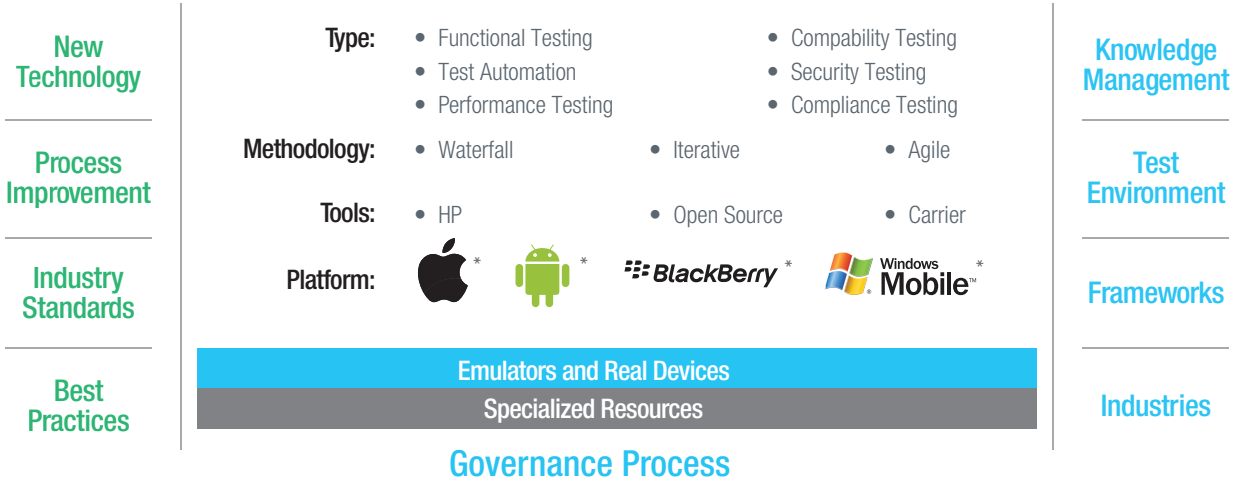 New
Technology
Process
Improvement
Industry
Standards
Best
Practices
Type:
• Functional Testing
• Test Automation
• Performance Testing
• Compability Testing
• Security Testing
• Compliance Testing
Methodology:
• Waterfall
• Iterative
• Agile
Tools:
• HP
• Open Source
• Carrier
Platform:
*
*
BlackBerry *
Windows
Mobile™ *
®
Emulators and Real Devices
Specialized Resources
Governance Process
Knowledge
Management
Test
Environment
Frameworks
Industries